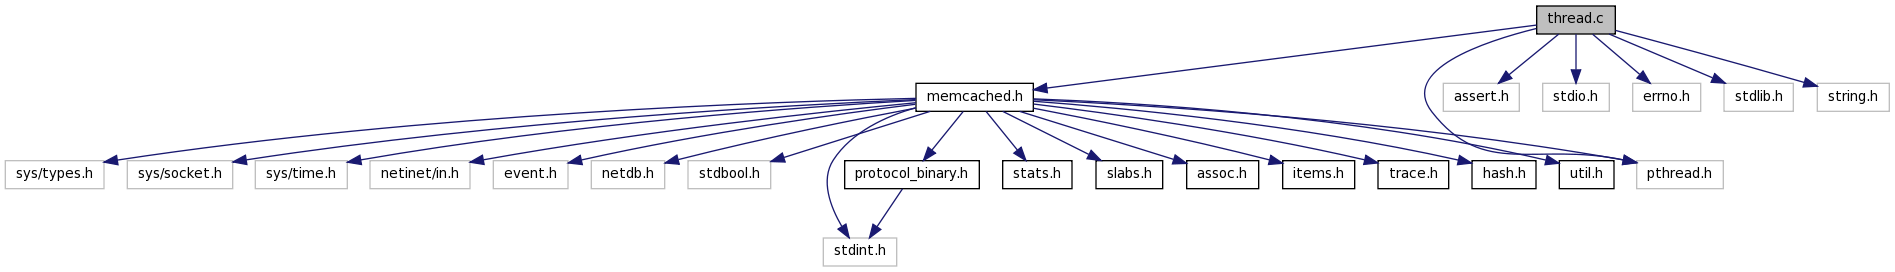 thread.c
memcached.h
assert.h
stdio.h
errno.h
stdlib.h
string.h
sys/types.h
sys/socket.h
sys/time.h
netinet/in.h
event.h
netdb.h
stdbool.h
protocol_binary.h
stats.h
slabs.h
assoc.h
items.h
trace.h
hash.h
util.h
pthread.h
stdint.h